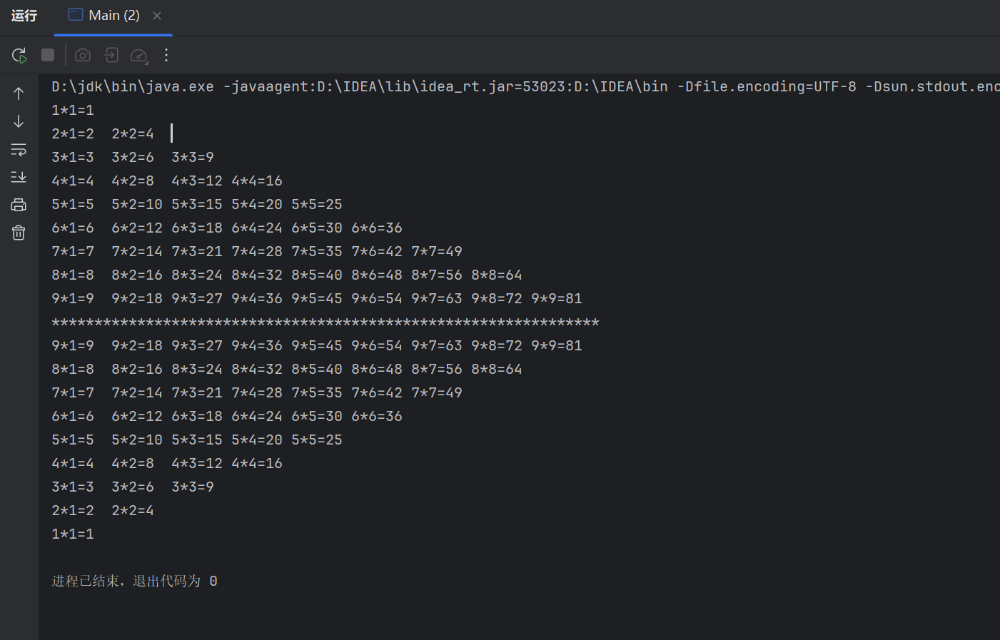 运行 Main (2)
D:\jdk\bin\java.exe -javaagent:D:\IDEA\lib\idea_rt.jar=53023:D:\IDEA\bin -Dfile.encoding=UTF-8 -Dsun.stdout.enc
1*1=1
2*1=2  2*2=4
3*1=3  3*2=6  3*3=9
4*1=4  4*2=8  4*3=12 4*4=16
5*1=5  5*2=10 5*3=15 5*4=20 5*5=25
6*1=6  6*2=12 6*3=18 6*4=24 6*5=30 6*6=36
7*1=7  7*2=14 7*3=21 7*4=28 7*5=35 7*6=42 7*7=49
8*1=8  8*2=16 8*3=24 8*4=32 8*5=40 8*6=48 8*7=56 8*8=64
9*1=9  9*2=18 9*3=27 9*4=36 9*5=45 9*6=54 9*7=63 9*8=72 9*9=81
****************************************************************
9*1=9  9*2=18 9*3=27 9*4=36 9*5=45 9*6=54 9*7=63 9*8=72 9*9=81
8*1=8  8*2=16 8*3=24 8*4=32 8*5=40 8*6=48 8*7=56 8*8=64
7*1=7  7*2=14 7*3=21 7*4=28 7*5=35 7*6=42 7*7=49
6*1=6  6*2=12 6*3=18 6*4=24 6*5=30 6*6=36
5*1=5  5*2=10 5*3=15 5*4=20 5*5=25
4*1=4  4*2=8  4*3=12 4*4=16
3*1=3  3*2=6  3*3=9
2*1=2  2*2=4
1*1=1
进程已结束，退出代码为 0